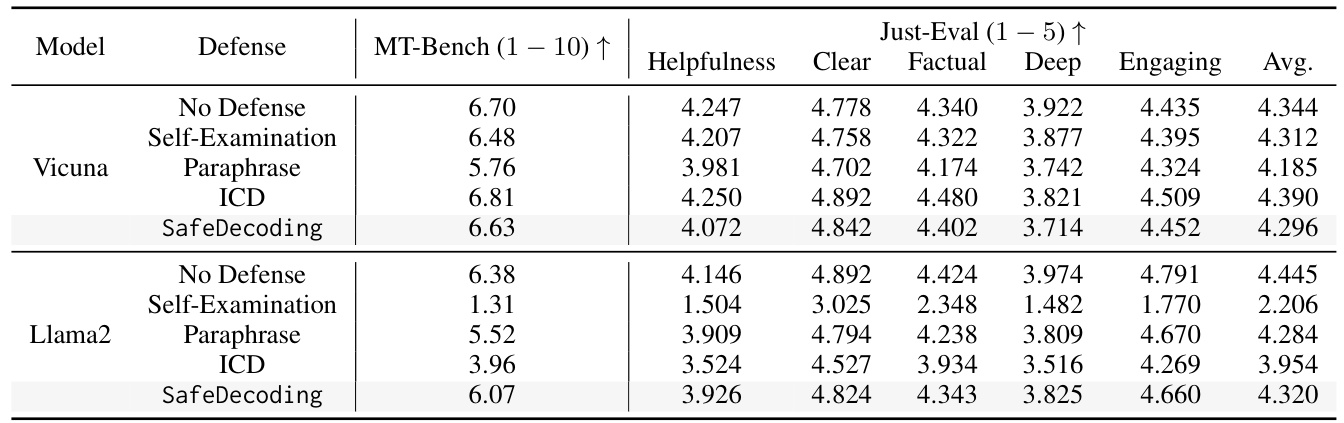 Model Defense MT-Bench (1 − 10) ↑ Just-Eval (1 − 5) ↑
Helpfulness Clear Factual Deep Engaging Avg.
Vicuna
No Defense 6.70 4.247 4.778 4.340 3.922 4.435 4.344
Self-Examination 6.48 4.207 4.758 4.322 3.877 4.395 4.312
Paraphrase 5.76 3.981 4.702 4.174 3.742 4.324 4.185
ICD 6.81 4.250 4.892 4.480 3.821 4.509 4.390
SafeDecoding 6.63 4.072 4.842 4.402 3.714 4.452 4.296
Llama2
No Defense 6.38 4.146 4.892 4.424 3.974 4.791 4.445
Self-Examination 1.31 1.504 3.025 2.348 1.482 1.770 2.206
Paraphrase 5.52 3.909 4.794 4.238 3.809 4.670 4.284
ICD 3.96 3.524 4.527 3.934 3.516 4.269 3.954
SafeDecoding 6.07 3.926 4.824 4.343 3.825 4.660 4.320